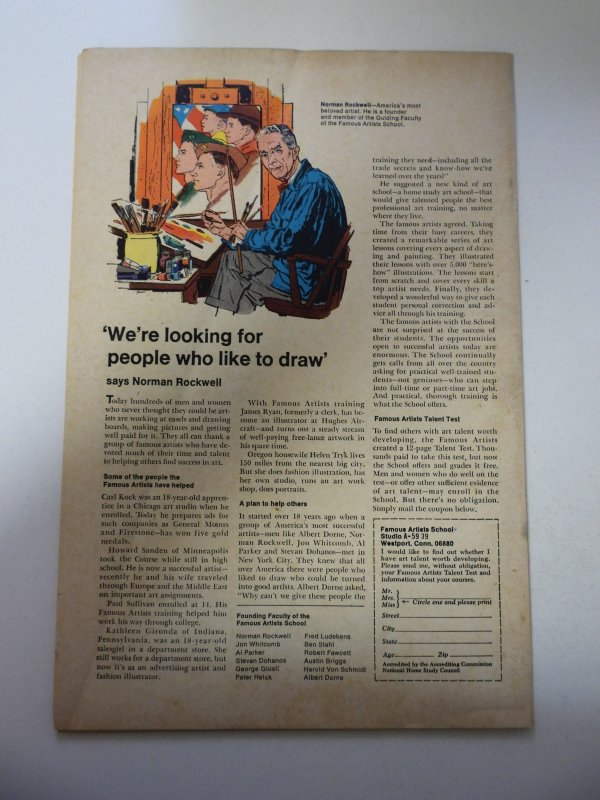 Norman Rockwell—America's most
beloved artist. He is a founder
and member of the Guiding Faculty
of the Famous Artists School.
'We're looking for
people who like to draw'
says Norman Rockwell
Today hundreds of men and women
who never thought they could be art-
ists are working at easels and drawing
boards, making pictures and getting
well paid for it. They all can thank a
group of famous artists who have de-
voted much of their time and talent
to helping others find success in art.
Some of the people the
Famous Artists have helped
Carl Kock was an 18-year-old appren-
tice in a Chicago art studio when he
enrolled. Today he prepares ads for
such companies as General Motors
and Firestone—has won five gold
medals.
Howard Sanden of Minneapolis
took the Course while still in high
school. He is now a successful artist—
recently he and his wife traveled
through Europe and the Middle East
on important art assignments.
Paul Sullivan enrolled at 14. His
Famous Artists training helped him
work his way through college.
Kathleen Gironda of Indiana,
Pennsylvania, was an 18-year-old
salesgirl in a department store. She
still works for a department store, but
now it's as an advertising artist and
fashion illustrator.
With Famous Artists training
James Ryan, formerly a clerk, has be-
come an illustrator at Hughes Air-
craft—and turns out a steady stream
of well-paying free-lance artwork in
his spare time.
Oregon housewife Helen Tryk lives
150 miles from the nearest big city.
But she does fashion illustration, has
her own studio, runs an art work
shop, does portraits.
A plan to help others
It started over 18 years ago when a
group of America's most successful
artists—men like Albert Dorne, Nor-
man Rockwell, Jon Whitcomb, Al
Parker and Stevan Dohanos—met in
New York City. They knew that all
over America there were people who
liked to draw who could be turned
into good artists. Albert Dorne asked,
"Why can't we give these people the
Founding Faculty of the
Famous Artists School
Norman Rockwell
Jon Whitcomb
Al Parker
Stevan Dohanos
George Giusti
Peter Helck
Fred Ludekens
Ben Stahl
Robert Fawcett
Austin Briggs
Harold Von Schmidt
Albert Dorne
training they need—including all the
trade secrets and know-how we've
learned over the years?"
He suggested a new kind of art
school—a home study art school—that
would give talented people the best
professional art training, no matter
where they live.
The famous artists agreed. Taking
time from their busy careers, they
created a remarkable series of art
lessons covering every aspect of draw-
ing and painting. They illustrated
their lessons with over 5,000 "here's
how" illustrations. The lessons start
from scratch and cover every skill a
top artist needs. Finally, they de-
veloped a wonderful way to give each
student personal correction and ad-
vice all through his training.
The famous artists with the School
are not surprised at the success of
their students. The opportunities
open to successful artists today are
enormous. The School continually
gets calls from all over the country
asking for practical well-trained stu-
dents—not geniuses—who can step
into full-time or part-time art jobs.
And practical, thorough training is
what the School offers.
Famous Artists Talent Test
To find others with art talent worth
developing, the Famous Artists
created a 12-page Talent Test. Thou-
sands paid to take this test, but now
the School offers and grades it free.
Men and women who do well on the
test—or offer other sufficient evidence
of art talent—may enroll in the
School. But there's no obligation.
Simply mail the coupon below.
Famous Artists School-
Studio A-5939
Westport, Conn. 06880
I would like to find out whether I
have art talent worth developing.
Please send me, without obligation,
your Famous Artists Talent Test and
information about your courses.
Mr.
Mrs.
Miss
Circle one and please print
Street
City
State
Age Zip
Accredited by the Accrediting Commission
National Home Study Council